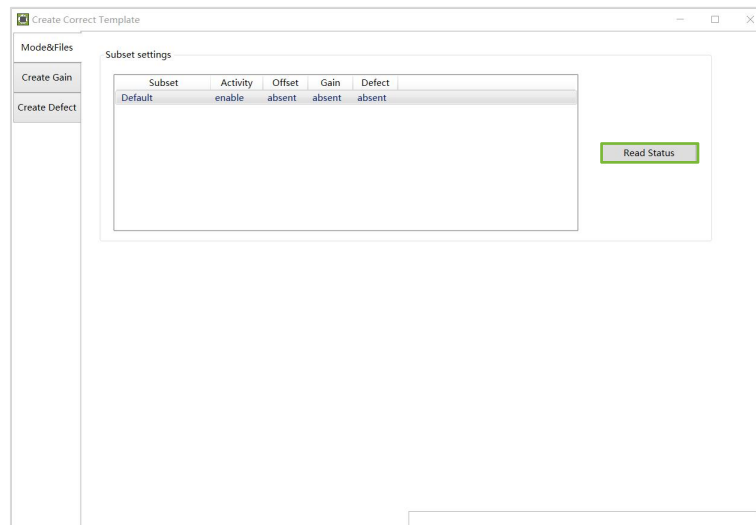 Create Correct Template
Mode&Files
Create Gain
Create Defect
Subset settings
Subset Activity Offset Gain Defect
Default enable absent absent absent
Read Status